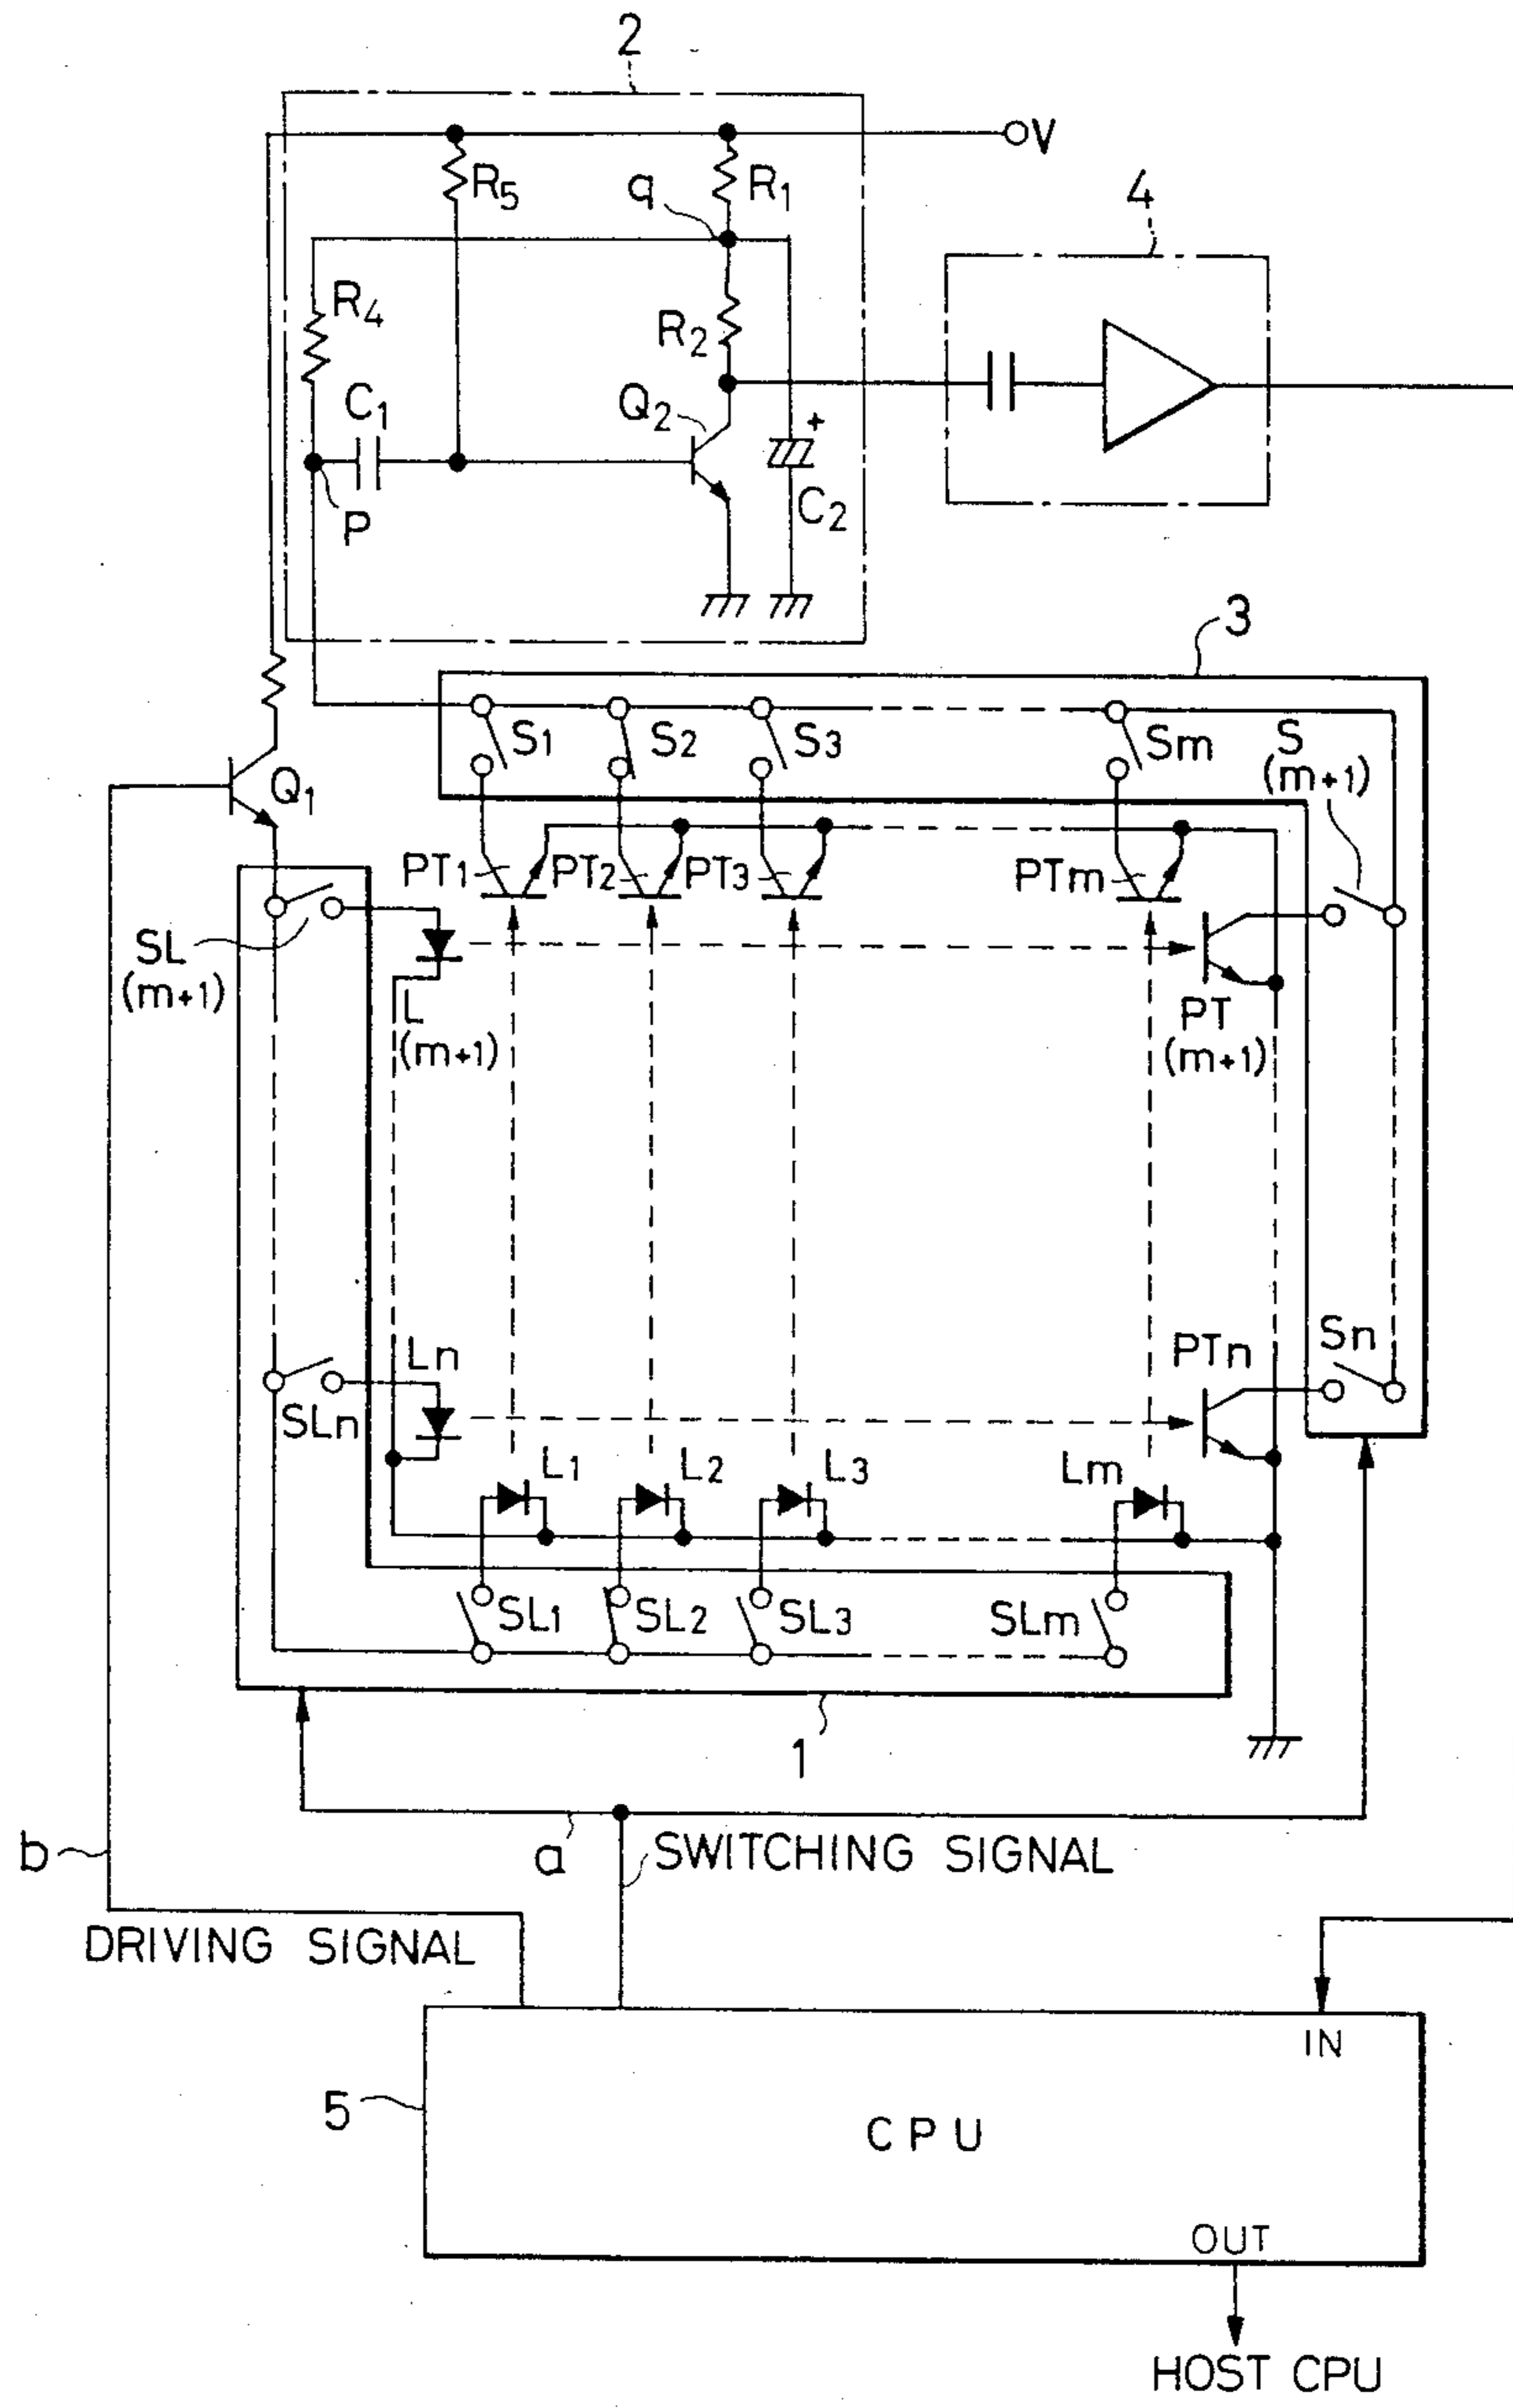 2
V
R5
R1
q
4
R4
R2
C1
Q2
+
P
C2
3
S1
S2
S3
Sm
S
(m+1)
Q1
PT1
PT2
PT3
PTm
SL
(m+1)
L
(m+1)
PT
(m+1)
Ln
PTn
Sn
SLn
L1
L2
L3
Lm
SL1
SL2
SL3
SLm
1
b
a
SWITCHING SIGNAL
DRIVING SIGNAL
IN
5
CPU
OUT
HOST CPU